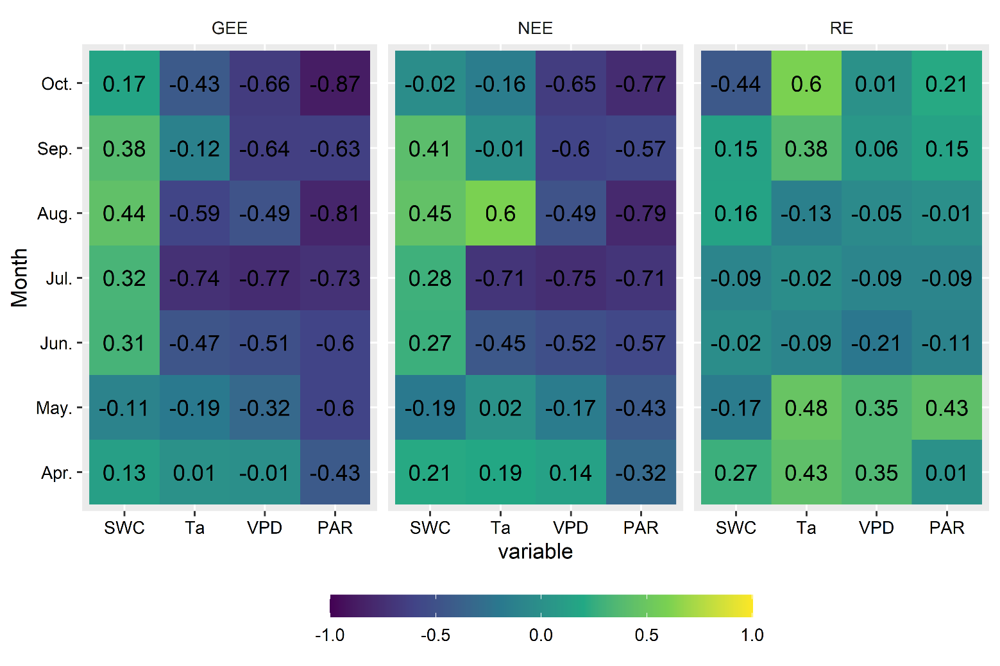 GEE NEE RE
Oct. 0.17 -0.43 -0.66 -0.87 -0.02 -0.16 -0.65 -0.77 -0.44 0.6 0.01 0.21
Sep. 0.38 -0.12 -0.64 -0.63 0.41 -0.01 -0.6 -0.57 0.15 0.38 0.06 0.15
Aug. 0.44 -0.59 -0.49 -0.81 0.45 0.6 -0.49 -0.79 0.16 -0.13 -0.05 -0.01
Jul. 0.32 -0.74 -0.77 -0.73 0.28 -0.71 -0.75 -0.71 -0.09 -0.02 -0.09 -0.09
Jun. 0.31 -0.47 -0.51 -0.6 0.27 -0.45 -0.52 -0.57 -0.02 -0.09 -0.21 -0.11
May. -0.11 -0.19 -0.32 -0.6 -0.19 0.02 -0.17 -0.43 -0.17 0.48 0.35 0.43
Apr. 0.13 0.01 -0.01 -0.43 0.21 0.19 0.14 -0.32 0.27 0.43 0.35 0.01
Month
SWC Ta VPD PAR SWC Ta VPD PAR SWC Ta VPD PAR
variable
-1.0 -0.5 0.0 0.5 1.0